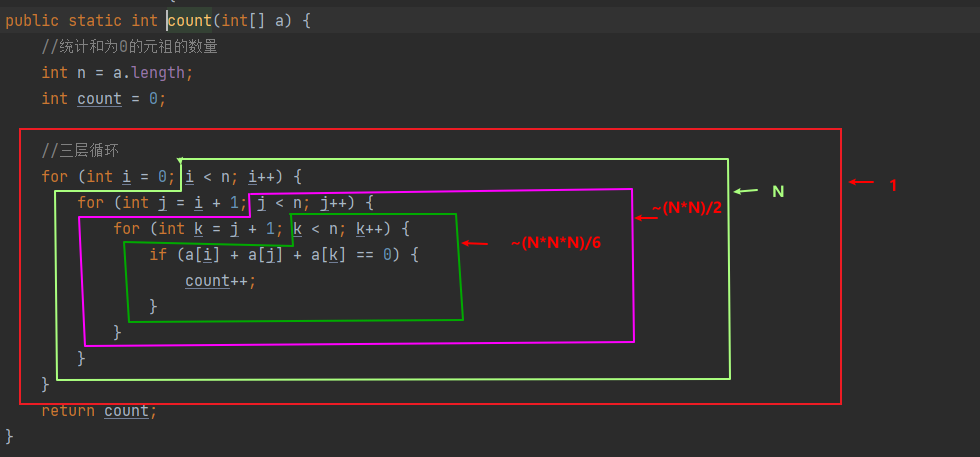 public static int count(int[] a) {
//统计和为0的元祖的数量
int n = a.length;
int count = 0;
//三层循环
for (int i = 0; i < n; i++) {
for (int j = i + 1; j < n; j++) {
for (int k = j + 1; k < n; k++) {
if (a[i] + a[j] + a[k] == 0) {
count++;
}
}
}
}
return count;
}
1
N
~(N*N)/2
~(N*N*N)/6